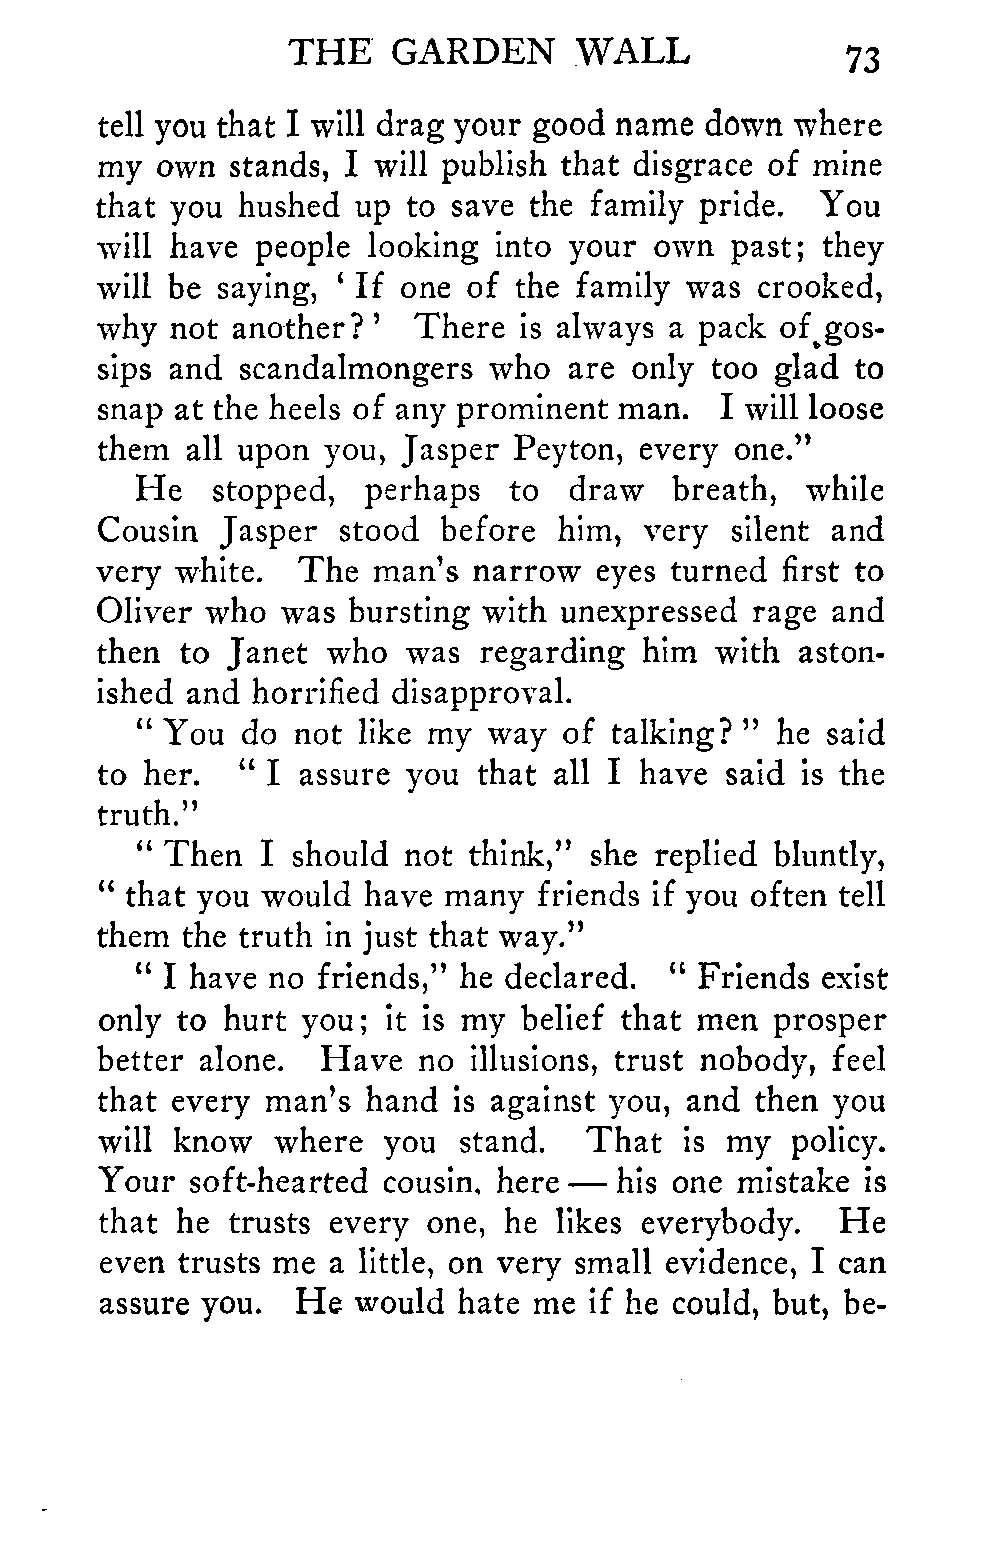 THE GARDEN WALL 73
tell you that I will drag your good name down where
my own stands, I will publish that disgrace of mine
that you hushed up to save the family pride. You
will have people looking into your own past; they
will be saying, ‘ If one of the family was crooked,
why not another? ’ There is always a pack of gos-
sips and scandalmongers who are only too glad to
snap at the heels of any prominent man. I will loose
them all upon you, Jasper Peyton, every one.”
He stopped, perhaps to draw breath, while
Cousin Jasper stood before him, very silent and
very white. The man’s narrow eyes turned first to
Oliver who was bursting with unexpressed rage and
then to Janet who was regarding him with aston-
ished and horrified disapproval.
“ You do not like my way of talking? ” he said
to her. “ I assure you that all I have said is the
truth.”
“ Then I should not think,” she replied bluntly,
“ that you would have many friends if you often tell
them the truth in just that way.”
“ I have no friends,” he declared. “ Friends exist
only to hurt you; it is my belief that men prosper
better alone. Have no illusions, trust nobody, feel
that every man’s hand is against you, and then you
will know where you stand. That is my policy.
Your soft-hearted cousin, here — his one mistake is
that he trusts every one, he likes everybody. He
even trusts me a little, on very small evidence, I can
assure you. He would hate me if he could, but, be-